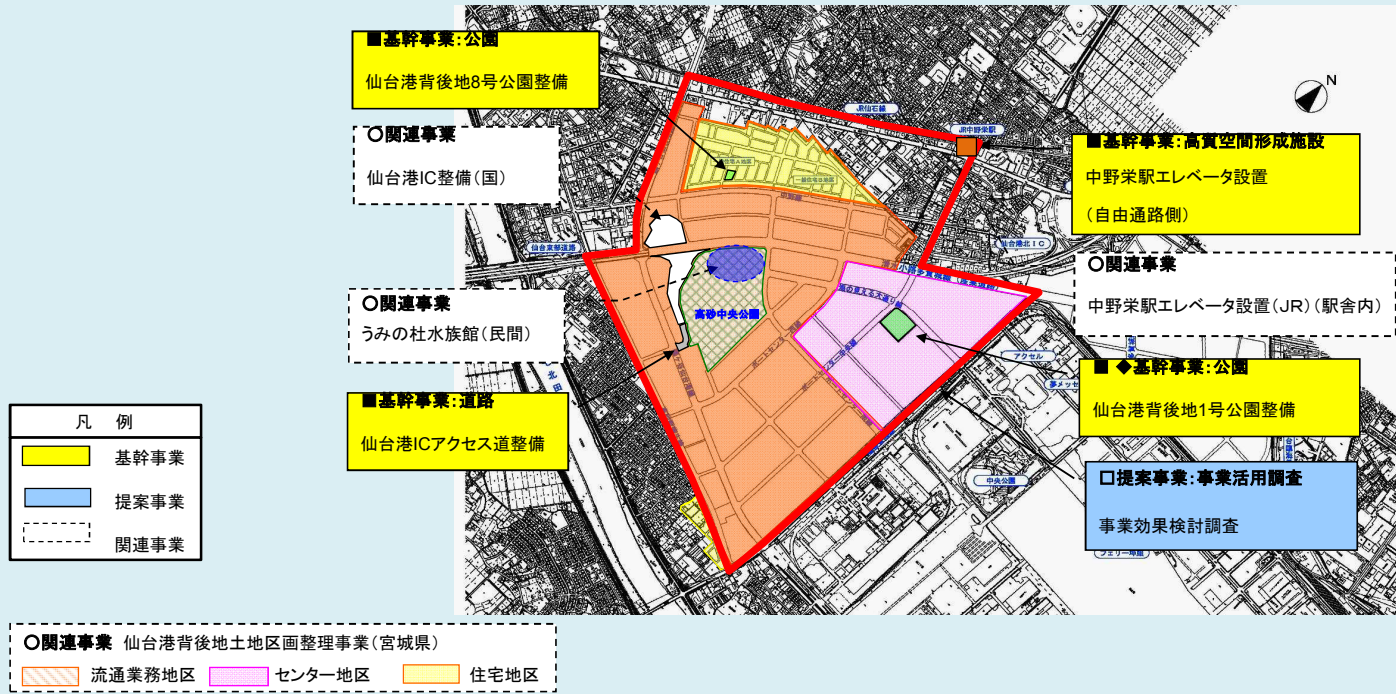 ■基幹事業:公園
仙台港背後地8号公園整備
○関連事業
仙台港IC整備(国)
○関連事業
うみの杜水族館(民間)
■基幹事業:道路
仙台港ICアクセス道整備
N
JR仙石線
JR中野栄駅
仙台東部道路
仙台港北IC
高砂中央公園
アクセル
中央公園
■基幹事業:高質空間形成施設
中野栄駅エレベータ設置
(自由通路側)
○関連事業
中野栄駅エレベータ設置(JR)(駅舎内)
■ ◆基幹事業:公園
仙台港背後地1号公園整備
□提案事業:事業活用調査
事業効果検討調査
凡 例
基幹事業
提案事業
関連事業
○関連事業 仙台港背後地土地区画整理事業(宮城県)
流通業務地区 センター地区 住宅地区